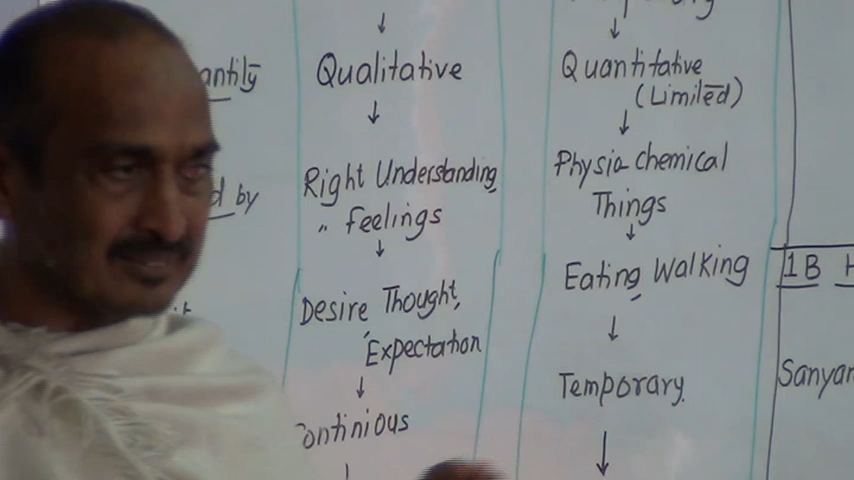 Qualitative
Right Understanding,
" feelings
Desire Thought,
Expectation
ontinious
Quantitative
(Limited)
Physia chemical
Things
Eating, Walking
Temporary
1B H
Sanyam
antity
d by